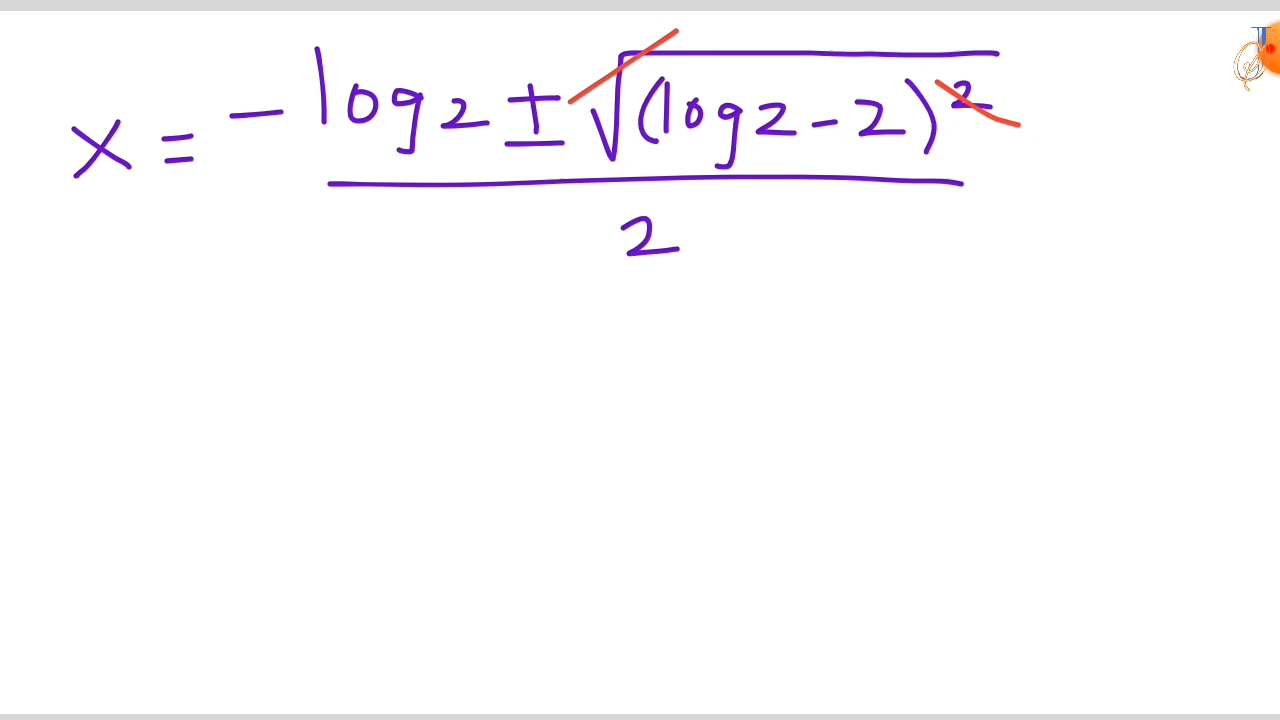 x = (-log2 ± √(log2-2)²) / 2